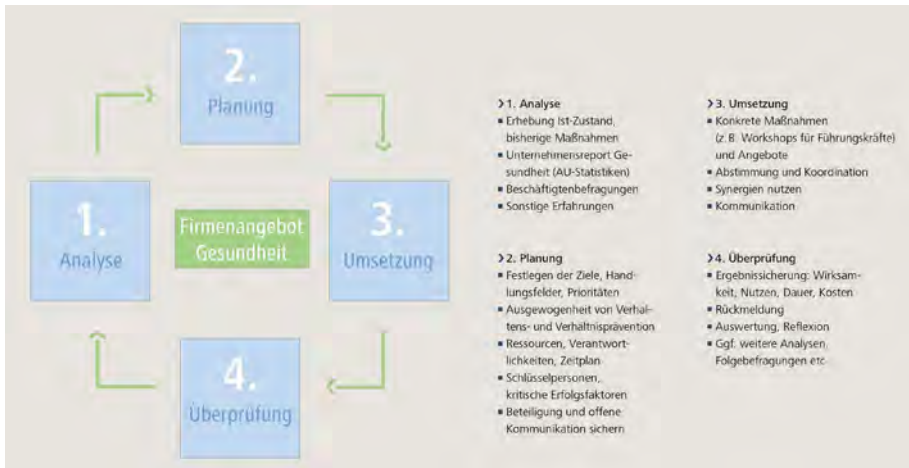 2.
Planung
1.
Analyse
Firmenangebot
Gesundheit
3.
Umsetzung
4.
Überprüfung
> 1. Analyse
▪ Erhebung Ist-Zustand,
bisherige Maßnahmen
▪ Unternehmensreport Ge-
sundheit (AU-Statistiken)
▪ Beschäftigtenbefragungen
▪ Sonstige Erfahrungen
> 2. Planung
▪ Festlegen der Ziele, Hand-
lungsfelder, Prioritäten
▪ Ausgewogenheit von Verhal-
tens- und Verhältnisprävention
▪ Ressourcen, Verantwort-
lichkeiten, Zeitplan
▪ Schlüsselpersonen,
kritische Erfolgsfaktoren
▪ Beteiligung und offene
Kommunikation sichern
> 3. Umsetzung
▪ Konkrete Maßnahmen
(z. B. Workshops für Führungskräfte)
und Angebote
▪ Abstimmung und Koordination
▪ Synergien nutzen
▪ Kommunikation
> 4. Überprüfung
▪ Ergebnissicherung: Wirksam-
keit, Nutzen, Dauer, Kosten
▪ Rückmeldung
▪ Auswertung, Reflexion
▪ Ggf. weitere Analysen,
Folgebefragungen etc.